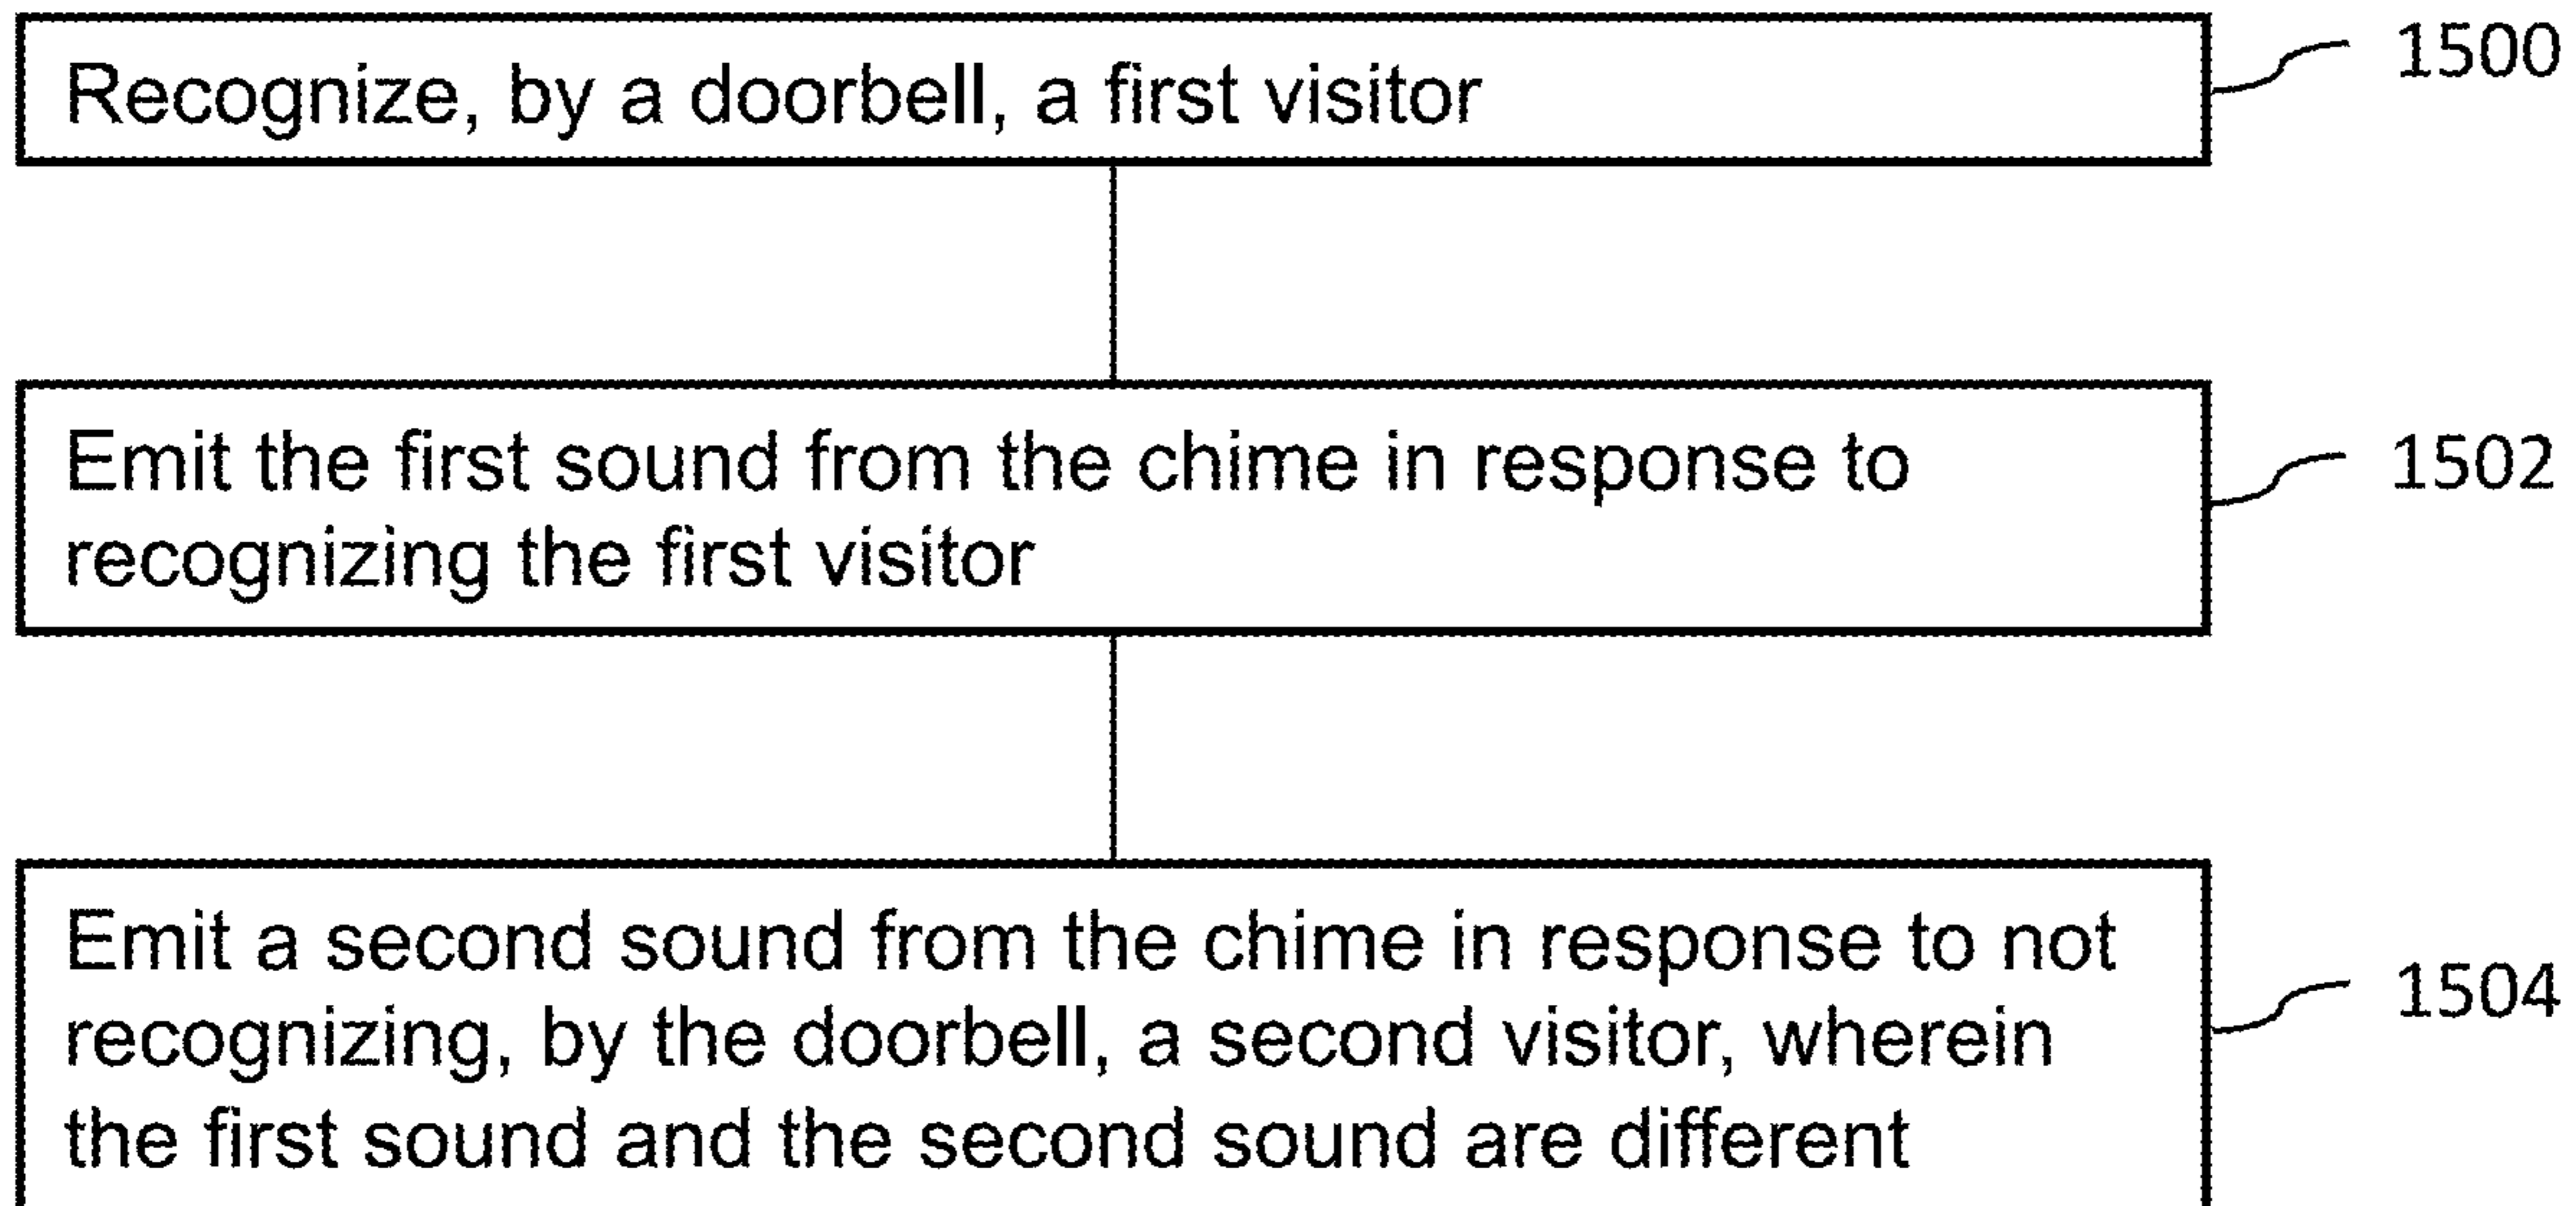 Recognize, by a doorbell, a first visitor
1500
Emit the first sound from the chime in response to
recognizing the first visitor
1502
Emit a second sound from the chime in response to not
recognizing, by the doorbell, a second visitor, wherein
the first sound and the second sound are different
1504